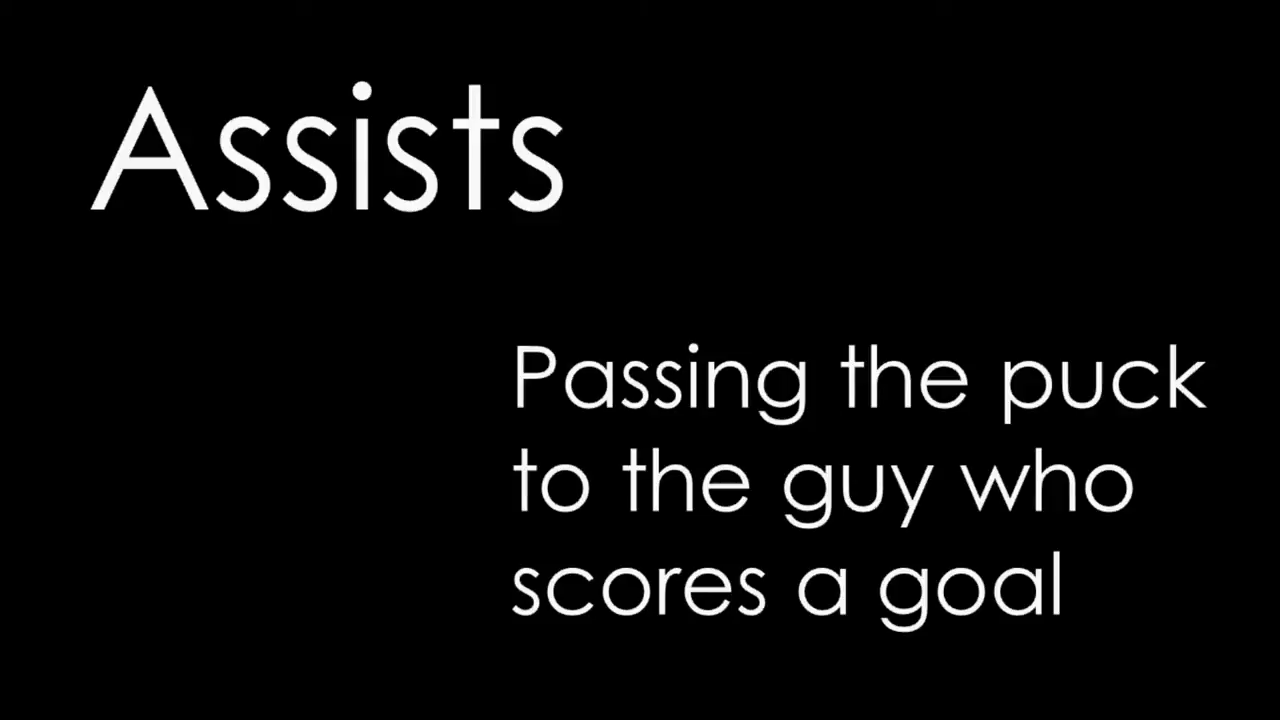 Assists
Passing the puck
to the guy who
scores a goal